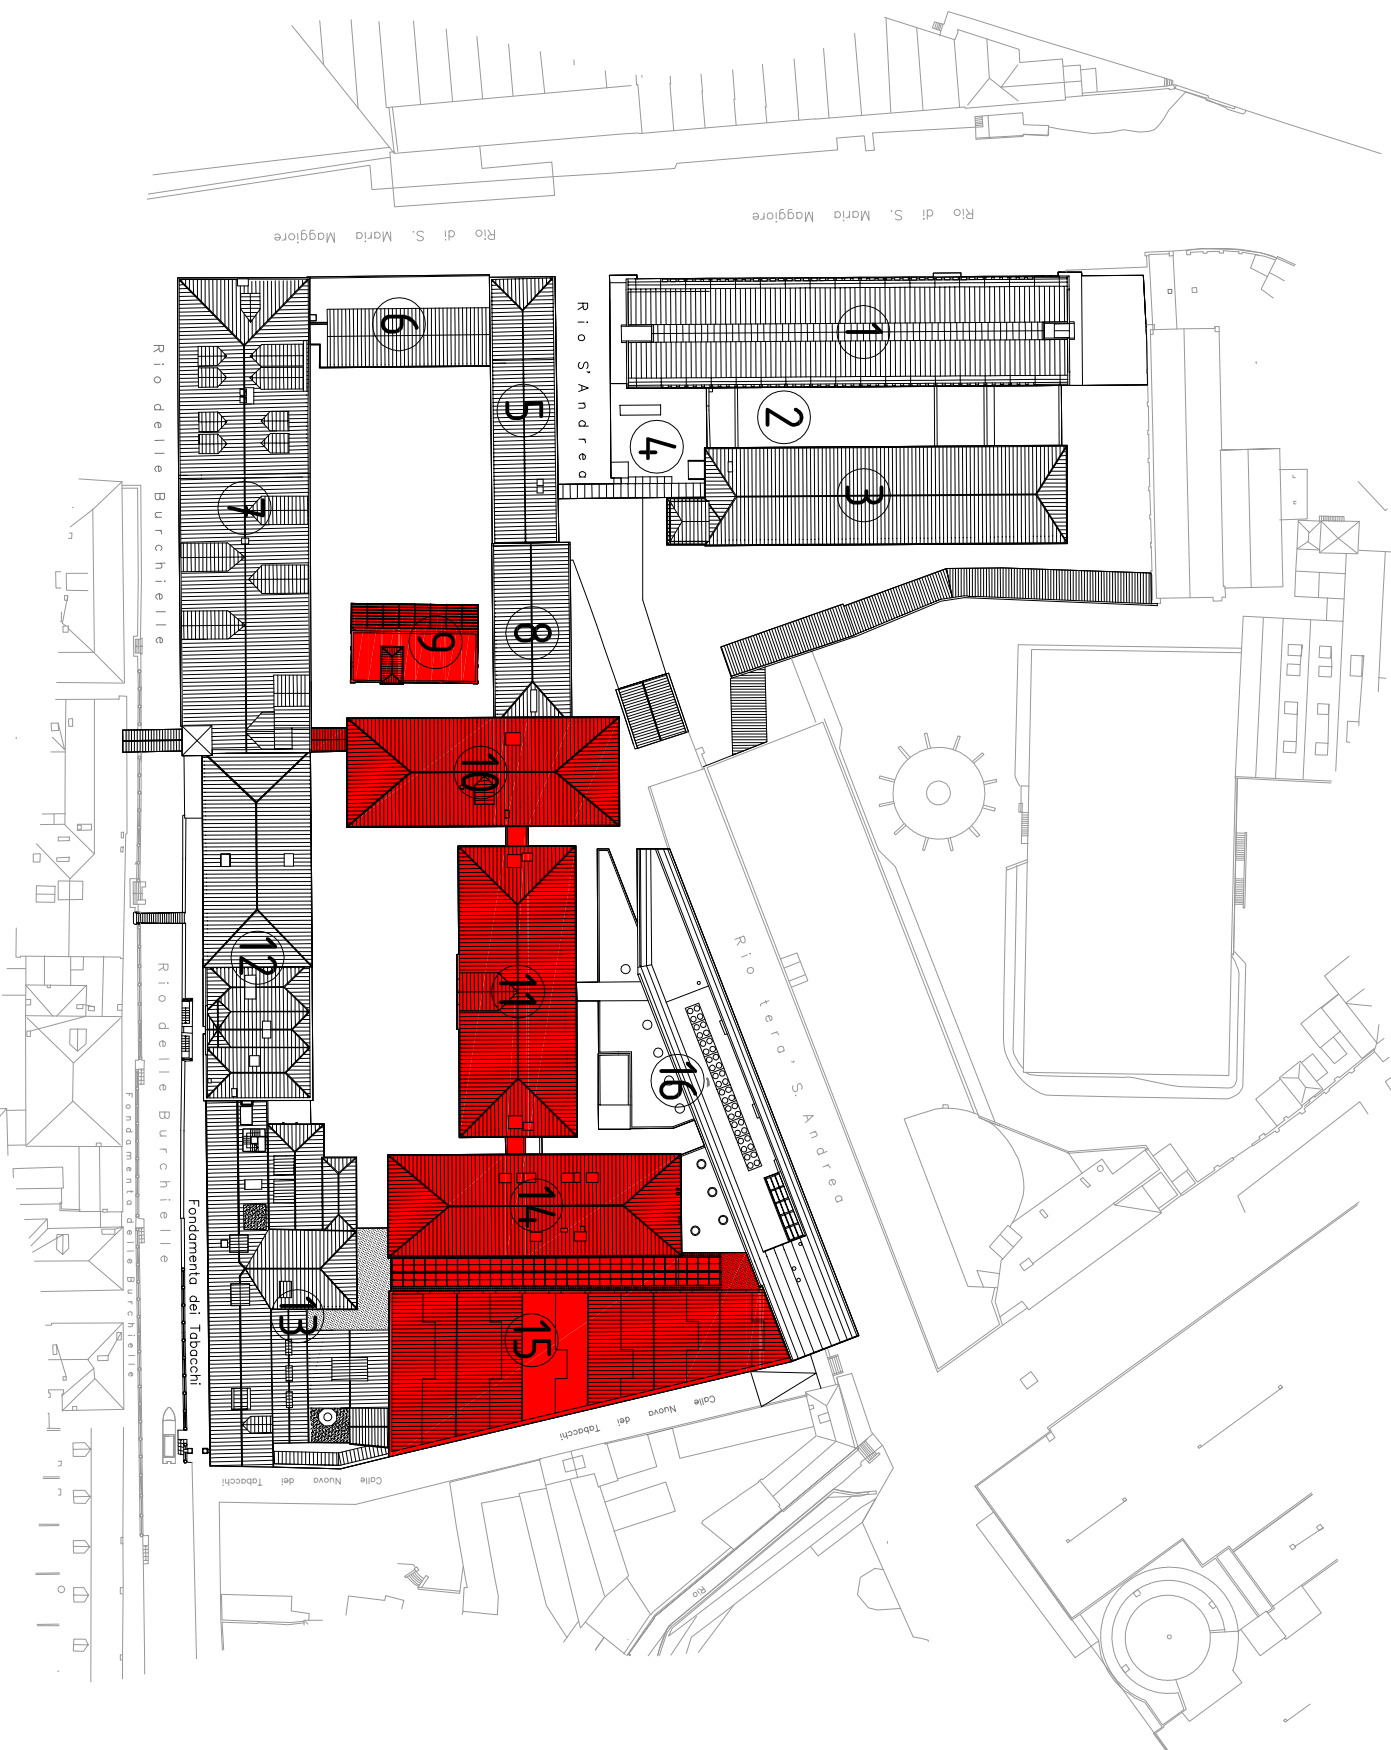 Rio di S. Maria Maggiore
Rio di S. Maria Maggiore
Rio S'Andrea
Rio delle Burchielle
1
2
3
4
5
6
7
8
9
10
11
12
13
14
15
16
Rio tera' S. Andrea
Rio delle Burchielle
Fondamenta delle Burchielle
Fondamenta dei Tabacchi
Calle Nuova dei Tabacchi
Calle Nuova dei Tabacchi
Rio